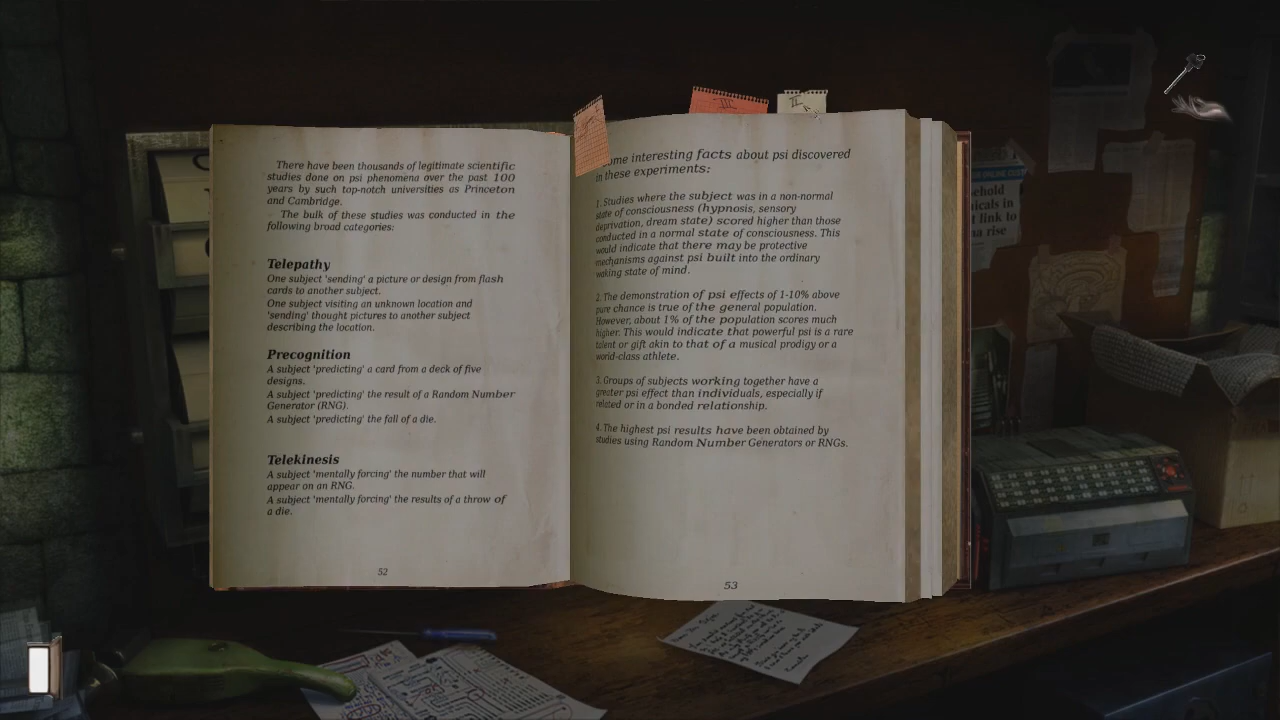 There have been thousands of legitimate scientific
studies done on psi phenomena over the past 100
years by such top-notch universities as Princeton
and Cambridge.
The bulk of these studies was conducted in the
following broad categories:
Telepathy
One subject 'sending' a picture or design from flash
cards to another subject.
One subject visiting an unknown location and
'sending' thought pictures to another subject
describing the location.
Precognition
A subject 'predicting' a card from a deck of five
designs.
A subject 'predicting' the result of a Random Number
Generator (RNG).
A subject 'predicting' the fall of a die.
Telekinesis
A subject 'mentally forcing' the number that will
appear on an RNG.
A subject 'mentally forcing' the results of a throw of
a die.
52
III
II
ome interesting facts about psi discovered
in these experiments:
1. Studies where the subject was in a non-normal
state of consciousness (hypnosis, sensory
deprivation, dream state) scored higher than those
conducted in a normal state of consciousness. This
would indicate that there may be protective
mechanisms against psi built into the ordinary
waking state of mind.
2. The demonstration of psi effects of 1-10% above
pure chance is true of the general population.
However, about 1% of the population scores much
higher. This would indicate that powerful psi is a rare
talent or gift akin to that of a musical prodigy or a
world-class athlete.
3. Groups of subjects working together have a
greater psi effect than individuals, especially if
related or in a bonded relationship.
4. The highest psi results have been obtained by
studies using Random Number Generators or RNGs.
53
ONLINE COST
sehold
icals in
t link to
na rise